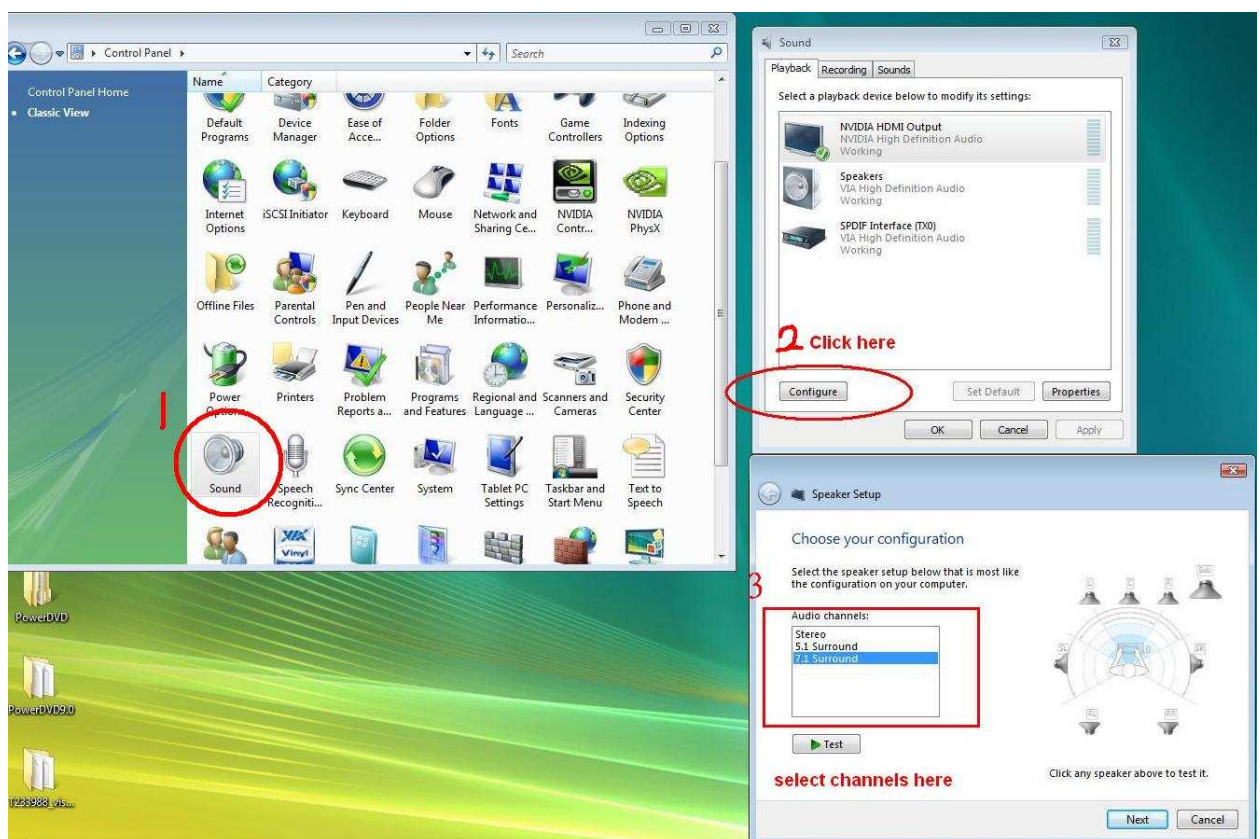 Control Panel
Search
Control Panel Home
Classic View
Name
Category
Default Programs
Device Manager
Ease of Acce...
Folder Options
Fonts
Game Controllers
Indexing Options
Internet Options
iSCSI Initiator
Keyboard
Mouse
Network and Sharing Ce...
NVIDIA Contr...
NVIDIA PhysX
Offline Files
Parental Controls
Pen and Input Devices
People Near Me
Performance Informatio...
Personaliz...
Phone and Modem ...
Power Options
Printers
Problem Reports a...
Programs and Features
Regional and Language ...
Scanners and Cameras
Security Center
1
Sound
Speech Recogniti...
Sync Center
System
Tablet PC Settings
Taskbar and Start Menu
Text to Speech
VIA
Vinyl
PowerDVD
PowerDVD9.0
Sound
Playback
Recording
Sounds
Select a playback device below to modify its settings:
NVIDIA HDMI Output
NVIDIA High Definition Audio
Working
Speakers
VIA High Definition Audio
Working
SPDIF Interface (TX0)
VIA High Definition Audio
Working
2 Click here
Configure
Set Default
Properties
OK
Cancel
Apply
Speaker Setup
Choose your configuration
Select the speaker setup below that is most like
the configuration on your computer.
3
Audio channels:
Stereo
5.1 Surround
7.1 Surround
Test
select channels here
L
C
R
Sub
SL
SR
RL
RR
Click any speaker above to test it.
Next
Cancel